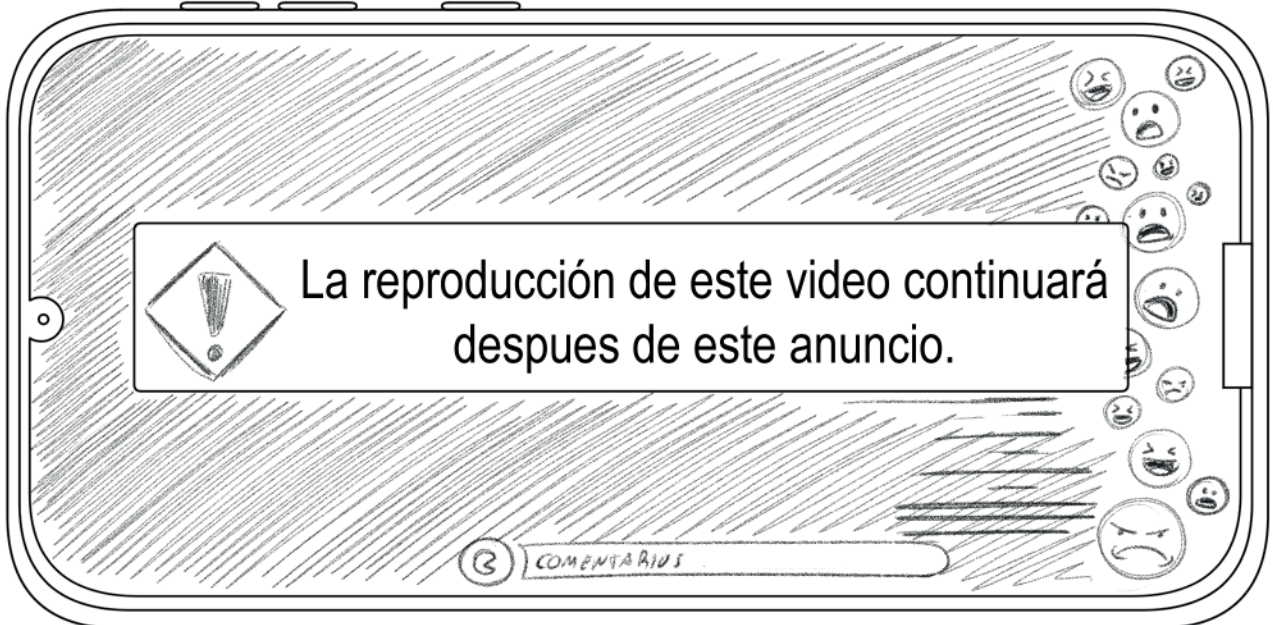 La reproducción de este video continuará
despues de este anuncio.
COMENTARIOS